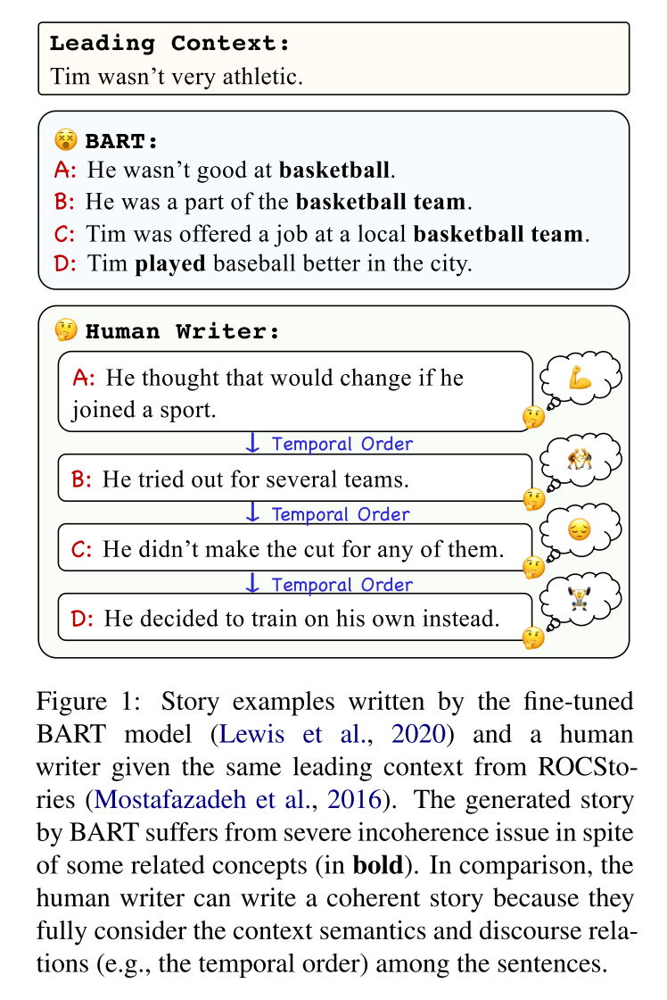 Leading Context:
Tim wasn't very athletic.
BART:
A: He wasn't good at basketball.
B: He was a part of the basketball team.
C: Tim was offered a job at a local basketball team.
D: Tim played baseball better in the city.
Human Writer:
A: He thought that would change if he
joined a sport.
↓ Temporal Order
B: He tried out for several teams.
↓ Temporal Order
C: He didn't make the cut for any of them.
↓ Temporal Order
D: He decided to train on his own instead.
Figure 1: Story examples written by the fine-tuned
BART model (Lewis et al., 2020) and a human
writer given the same leading context from ROCSto-
ries (Mostafazadeh et al., 2016). The generated story
by BART suffers from severe incoherence issue in spite
of some related concepts (in bold). In comparison, the
human writer can write a coherent story because they
fully consider the context semantics and discourse rela-
tions (e.g., the temporal order) among the sentences.